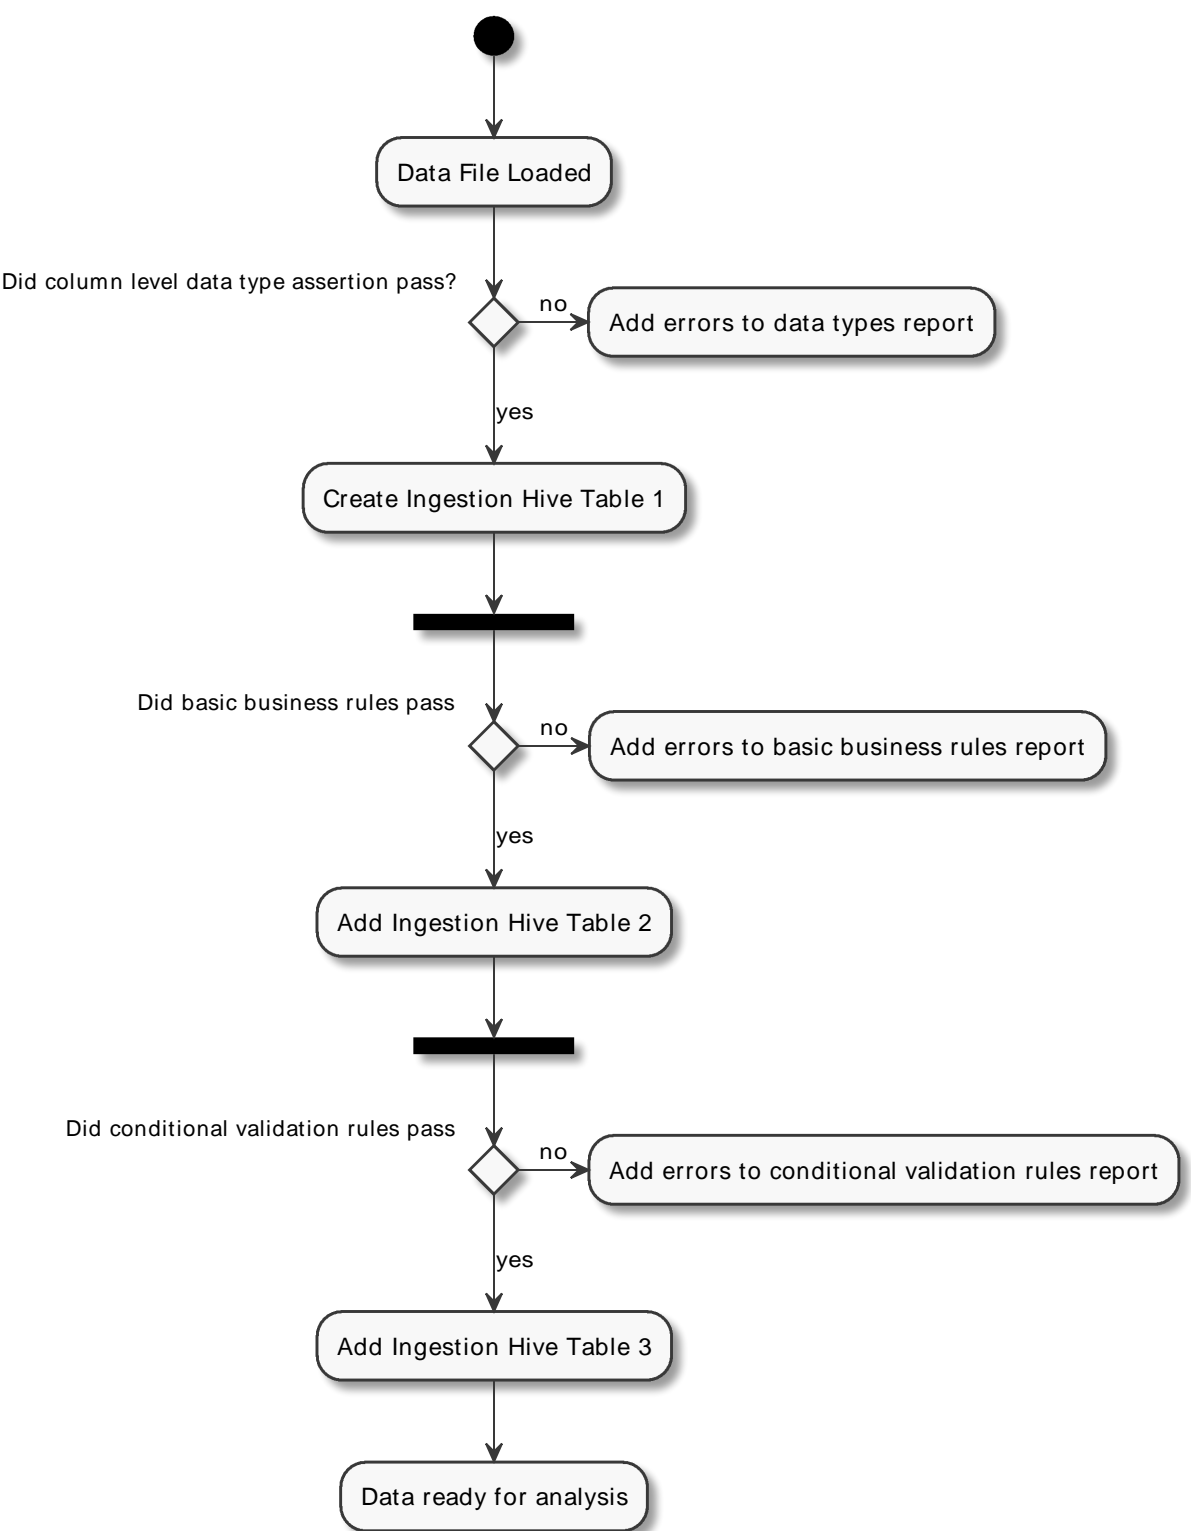 Data File Loaded
Did column level data type assertion pass?
no
Add errors to data types report
yes
Create Ingestion Hive Table 1
Did basic business rules pass
no
Add errors to basic business rules report
yes
Add Ingestion Hive Table 2
Did conditional validation rules pass
no
Add errors to conditional validation rules report
yes
Add Ingestion Hive Table 3
Data ready for analysis